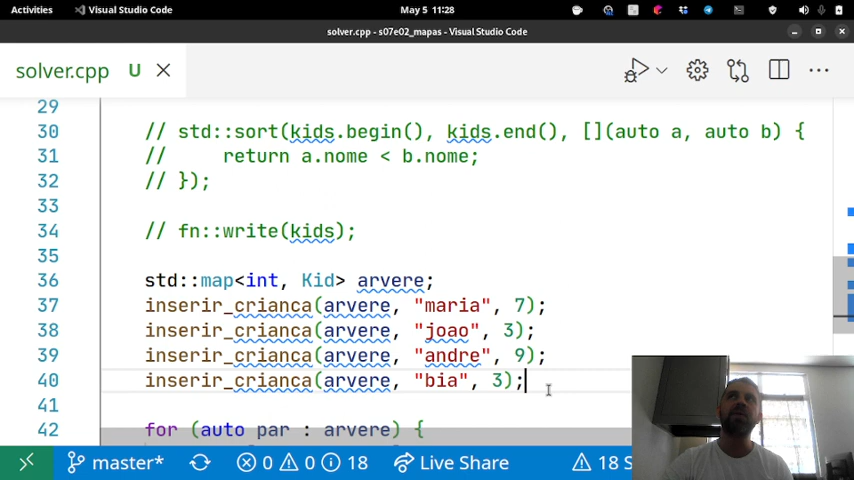 Activities Visual Studio Code May 5 11:28
solver.cpp - s07e02_mapas - Visual Studio Code
solver.cpp U
29
30 // std::sort(kids.begin(), kids.end(), [](auto a, auto b) {
31 // return a.nome < b.nome;
32 // });
33
34 // fn::write(kids);
35
36 std::map<int, Kid> arvere;
37 inserir_crianca(arvere, "maria", 7);
38 inserir_crianca(arvere, "joao", 3);
39 inserir_crianca(arvere, "andre", 9);
40 inserir_crianca(arvere, "bia", 3);
41
42 for (auto par : arvere) {
master* 0 0 18 Live Share 18 S